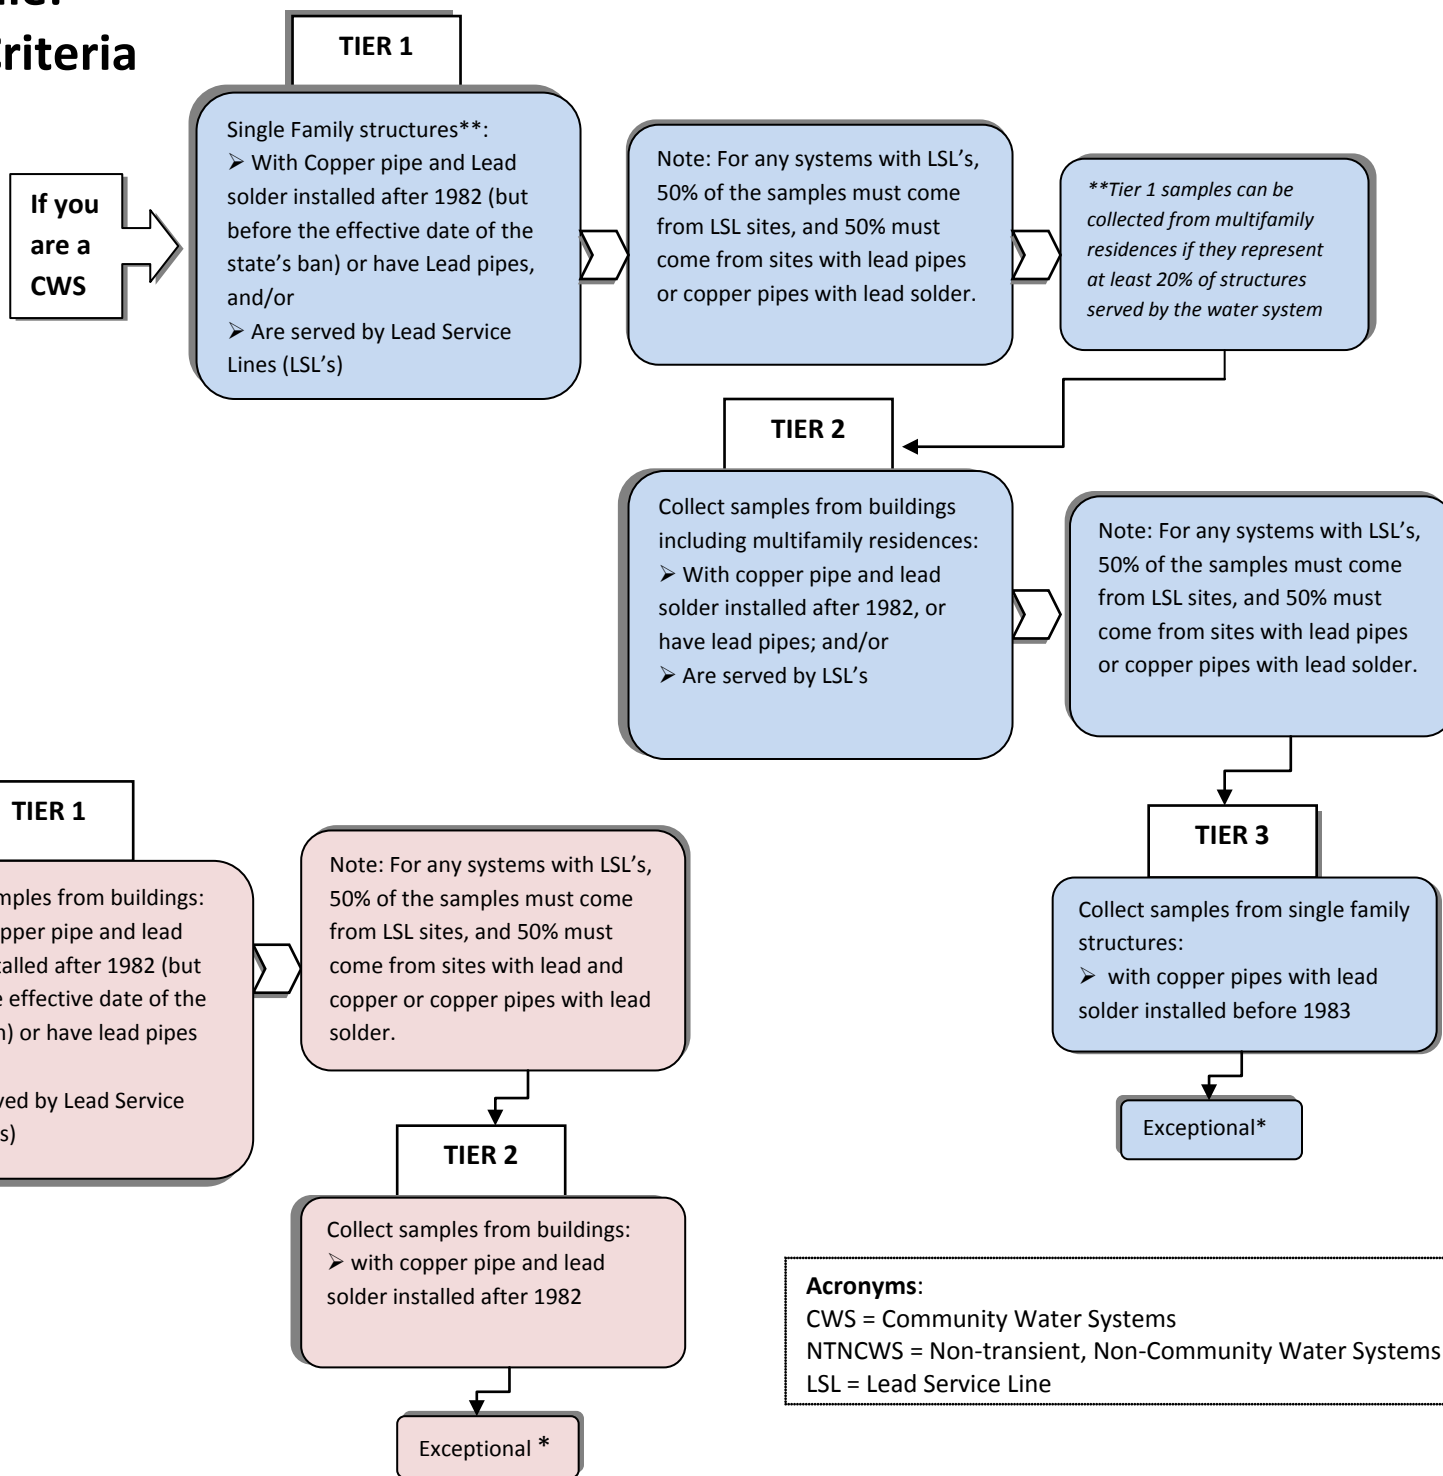 Criteria
TIER 1
If you
are a
CWS
Single Family structures**:
➢ With Copper pipe and Lead
solder installed after 1982 (but
before the effective date of the
state’s ban) or have Lead pipes,
and/or
➢ Are served by Lead Service
Lines (LSL’s)
Note: For any systems with LSL’s,
50% of the samples must come
from LSL sites, and 50% must
come from sites with lead pipes
or copper pipes with lead solder.
**Tier 1 samples can be
collected from multifamily
residences if they represent
at least 20% of structures
served by the water system
TIER 2
Collect samples from buildings
including multifamily residences:
➢ With copper pipe and lead
solder installed after 1982, or
have lead pipes; and/or
➢ Are served by LSL’s
Note: For any systems with LSL’s,
50% of the samples must come
from LSL sites, and 50% must
come from sites with lead pipes
or copper pipes with lead solder.
TIER 3
Collect samples from single family
structures:
➢ with copper pipes with lead
solder installed before 1983
Exceptional*
TIER 1
mples from buildings:
opper pipe and lead
talled after 1982 (but
e effective date of the
n) or have lead pipes
ved by Lead Service
s)
Note: For any systems with LSL’s,
50% of the samples must come
from LSL sites, and 50% must
come from sites with lead and
copper or copper pipes with lead
solder.
TIER 2
Collect samples from buildings:
➢ with copper pipe and lead
solder installed after 1982
Exceptional *
Acronyms:
CWS = Community Water Systems
NTNCWS = Non-transient, Non-Community Water Systems
LSL = Lead Service Line